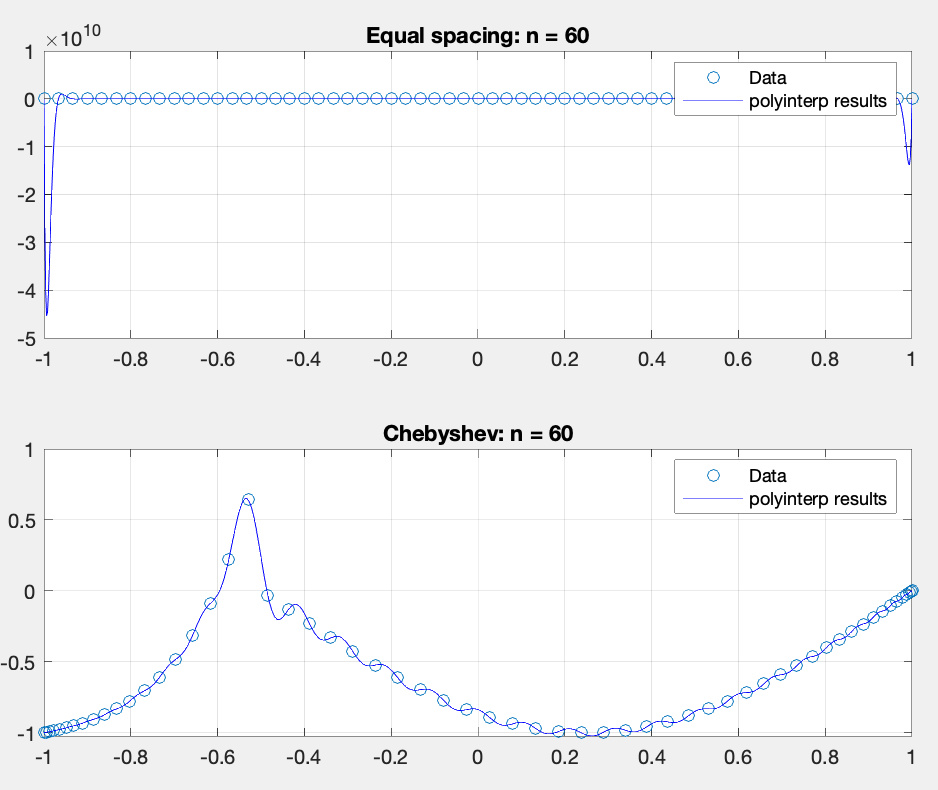 ×10^10
Equal spacing: n = 60
1
0
-1
-2
-3
-4
-5
Data
polyinterp results
-1 -0.8 -0.6 -0.4 -0.2 0 0.2 0.4 0.6 0.8 1
Chebyshev: n = 60
1
0.5
0
-0.5
-1
Data
polyinterp results
-1 -0.8 -0.6 -0.4 -0.2 0 0.2 0.4 0.6 0.8 1